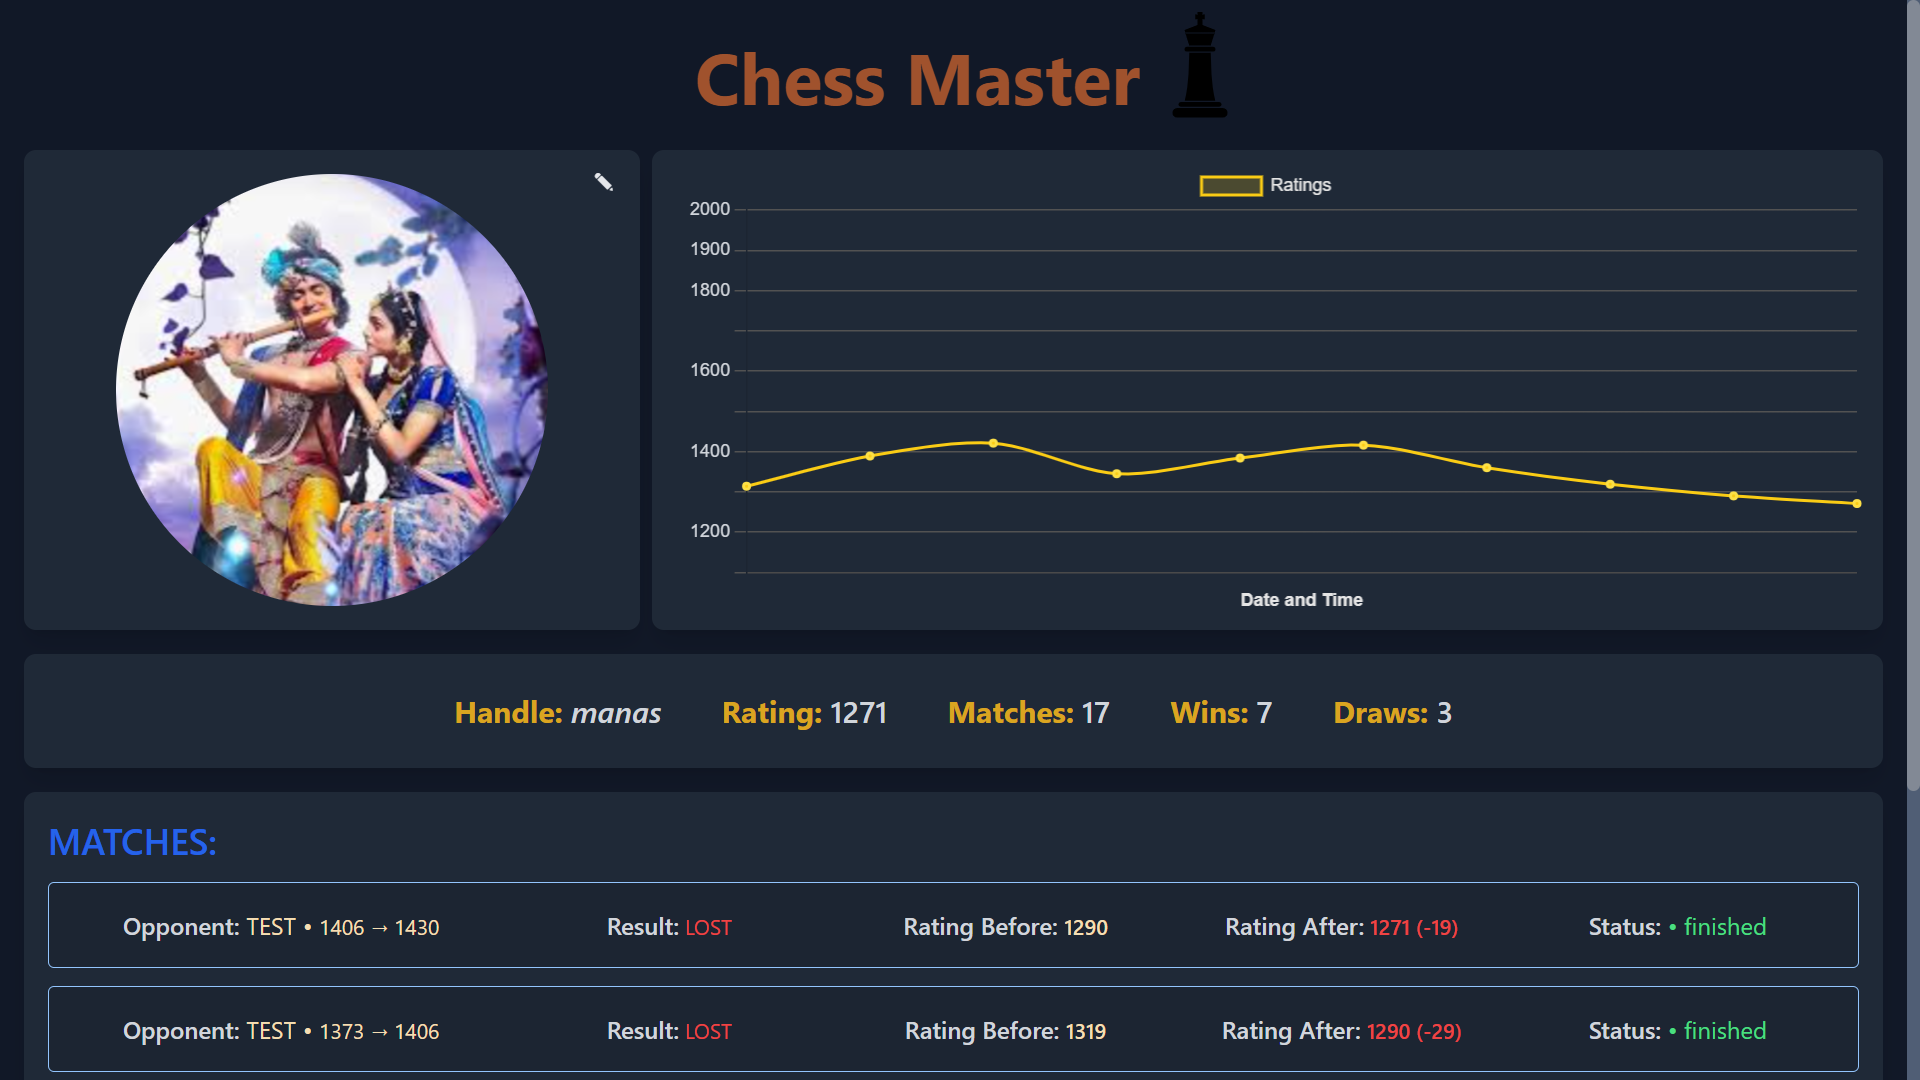 Chess Master
Ratings
2000
1900
1800
1600
1400
1200
Date and Time
Handle: manas Rating: 1271 Matches: 17 Wins: 7 Draws: 3
MATCHES:
Opponent: TEST • 1406 → 1430 Result: LOST Rating Before: 1290 Rating After: 1271 (-19) Status: • finished
Opponent: TEST • 1373 → 1406 Result: LOST Rating Before: 1319 Rating After: 1290 (-29) Status: • finished